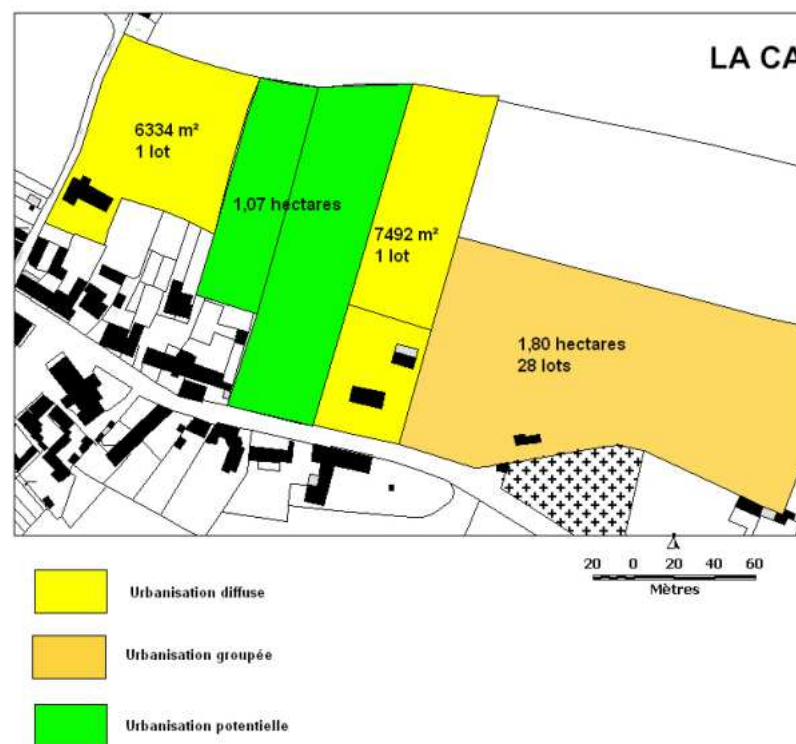 LA CA
6334 m²
1 lot
1,07 hectares
7492 m²
1 lot
1,80 hectares
28 lots
20 0 20 40 60
Mètres
Urbanisation diffuse
Urbanisation groupée
Urbanisation potentielle